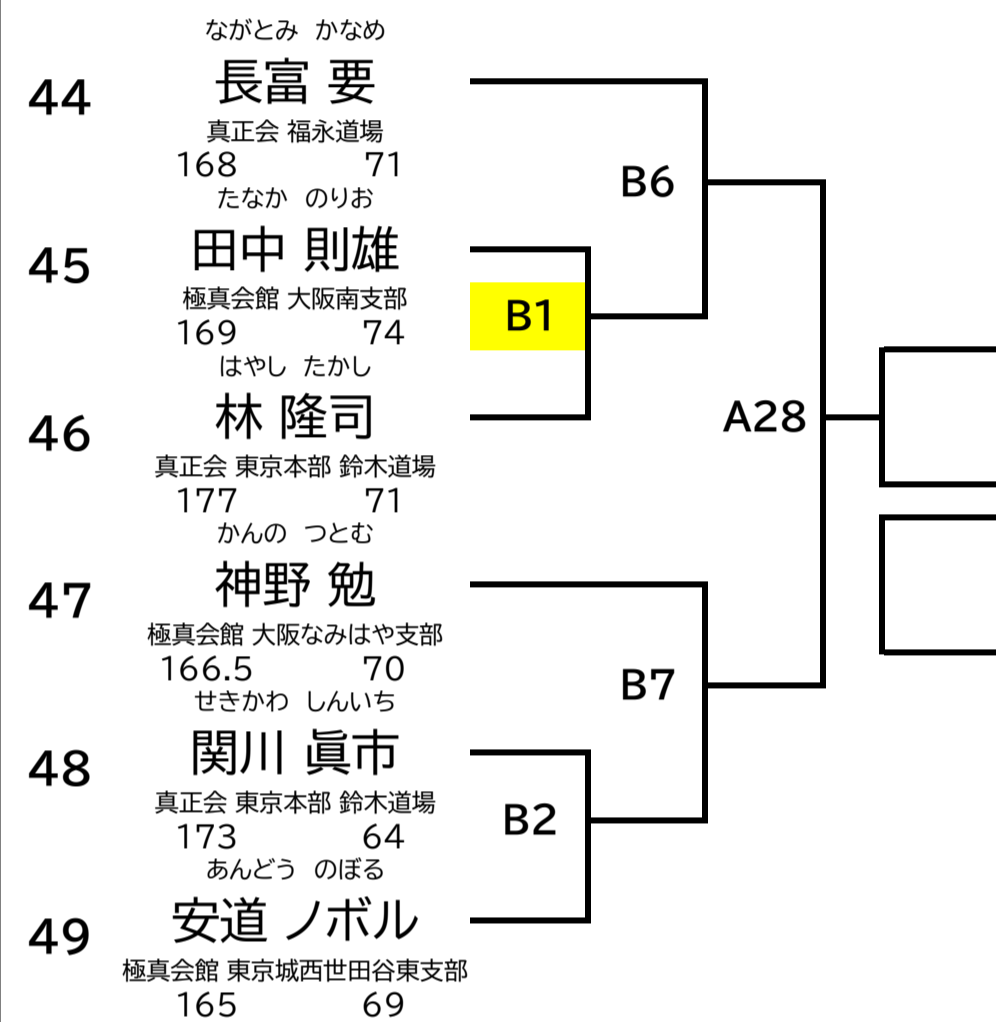 ながとみ かなめ
44 長富 要
真正会 福永道場
168 71
B6
たなか のりお
45 田中 則雄
極真会館 大阪南支部
169 74
B1
はやし たかし
46 林 隆司
真正会 東京本部 鈴木道場
177 71
A28
かんの つとむ
47 神野 勉
極真会館 大阪なみはや支部
166.5 70
B7
せきかわ しんいち
48 関川 眞市
真正会 東京本部 鈴木道場
173 64
B2
あんどう のぼる
49 安道 ノボル
極真会館 東京城西世田谷東支部
165 69